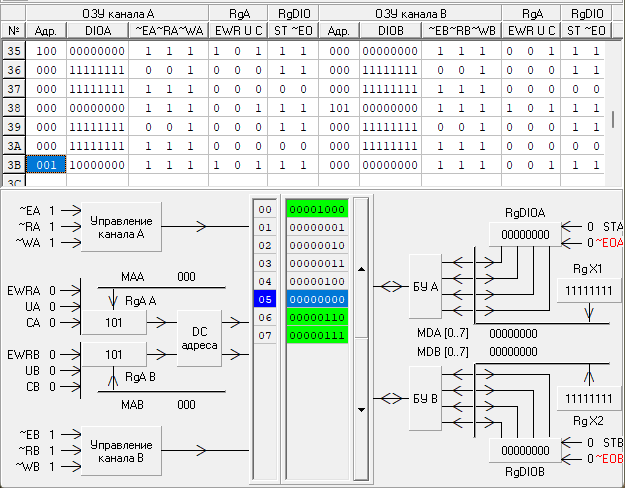 ОЗУ канала А RgA RgDIO ОЗУ канала В RgA RgDIO
№ Адр. DIOA ~EA~RA~WA EWR U C ST ~EO Адр. DIOB ~EB~RB~WB EWR U C ST ~EO
35 100 00000000 1 1 1 0 0 1 1 1 000 00000000 1 1 1 0 0 1 1 1
36 000 11111111 0 0 1 0 0 1 1 1 000 11111111 0 0 1 0 0 1 1 1
37 000 11111111 1 1 1 0 0 1 0 0 000 11111111 1 1 1 0 0 1 0 0
38 000 00000000 1 1 1 0 0 1 1 1 101 00000000 1 1 1 1 0 1 1 1
39 000 11111111 0 0 1 0 0 1 1 1 000 11111111 0 0 1 0 0 1 1 1
3A 000 11111111 1 1 1 0 0 1 0 0 000 11111111 1 1 1 0 0 1 0 0
3B 001 10000000 1 1 1 1 0 1 1 1 000 00000000 1 1 1 0 0 1 1 1
3C
~EA 1
~RA 1
~WA 1
Управление
канала А
EWRA 0
UA 0
CA 0
MAA 000
RgA A
101
EWRB 0
UB 0
CB 0
101
RgA B
MAB 000
DC
адреса
~EB 1
~RB 1
~WB 1
Управление
канала В
00 00001000
01 00000001
02 00000010
03 00000011
04 00000100
05 00000000
06 00000110
07 00000111
БУ А
БУ В
RgDIOA
00000000
0 STA
0 ~EOA
Rg X1
11111111
MDA [0..7] 00000000
MDB [0..7] 00000000
11111111
Rg X2
00000000
RgDIOB
0 STB
0 ~EOB